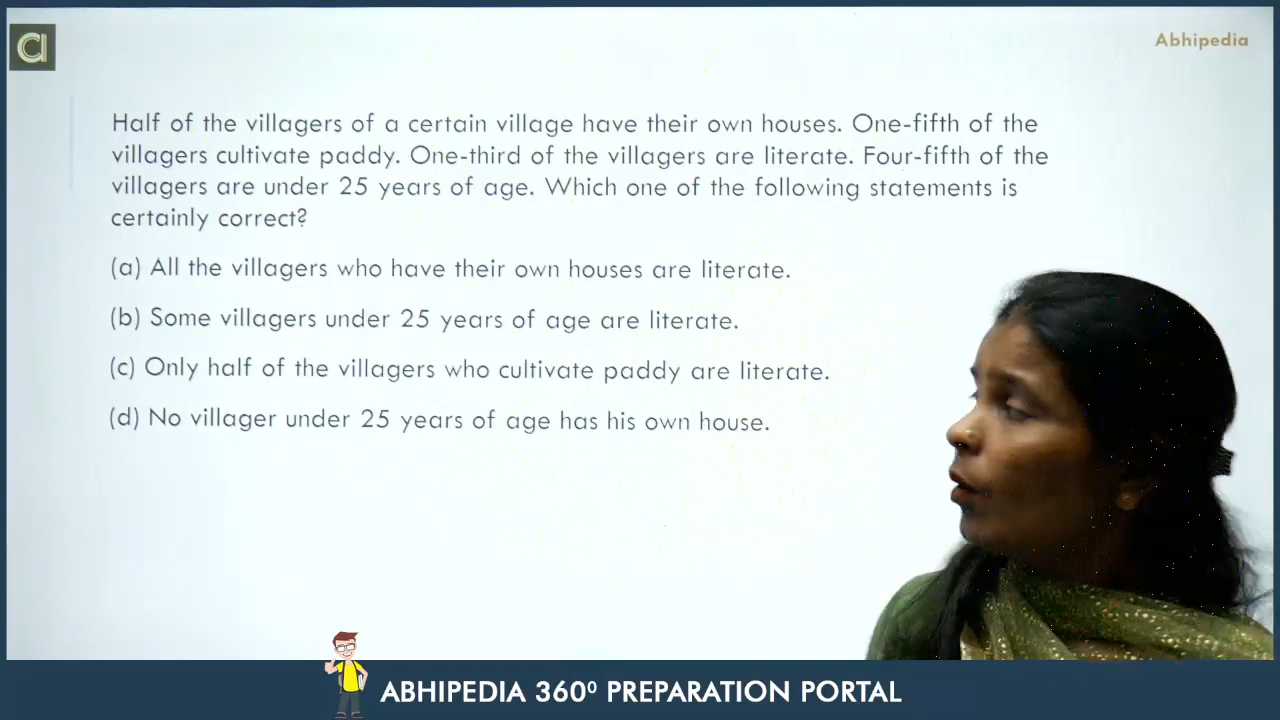 Abhipedia
Half of the villagers of a certain village have their own houses. One-fifth of the
villagers cultivate paddy. One-third of the villagers are literate. Four-fifth of the
villagers are under 25 years of age. Which one of the following statements is
certainly correct?
(a) All the villagers who have their own houses are literate.
(b) Some villagers under 25 years of age are literate.
(c) Only half of the villagers who cultivate paddy are literate.
(d) No villager under 25 years of age has his own house.
ABHIPEDIA 360⁰ PREPARATION PORTAL